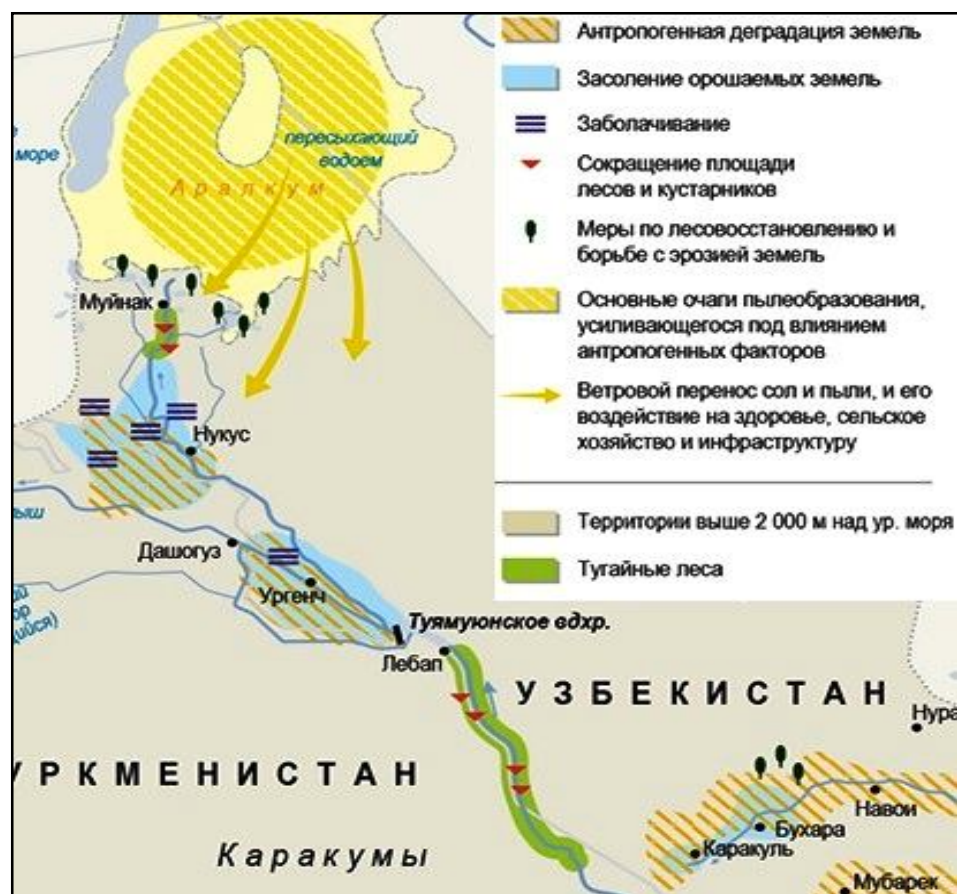 Антропогенная деградация земель
Засоление орошаемых земель
Заболачивание
Сокращение площади
лесов и кустарников
Меры по лесовосстановлению и
борьбе с эрозией земель
Основные очаги пылеобразования,
усиливающегося под влиянием
антропогенных факторов
Ветровой перенос сол и пыли, и его
воздействие на здоровье, сельское
хозяйство и инфраструктуру
Территории выше 2 000 м над ур. моря
Тугайные леса
море
пересыхающий
водоем
Аралкум
Муйнак
Нукус
Дашогуз
Ургенч
Туямуюнское вдхр.
Лебап
УЗБЕКИСТАН
Нура
УРКМЕНИСТАН
Навои
Бухара
Каракуль
Каракумы
Мубарек